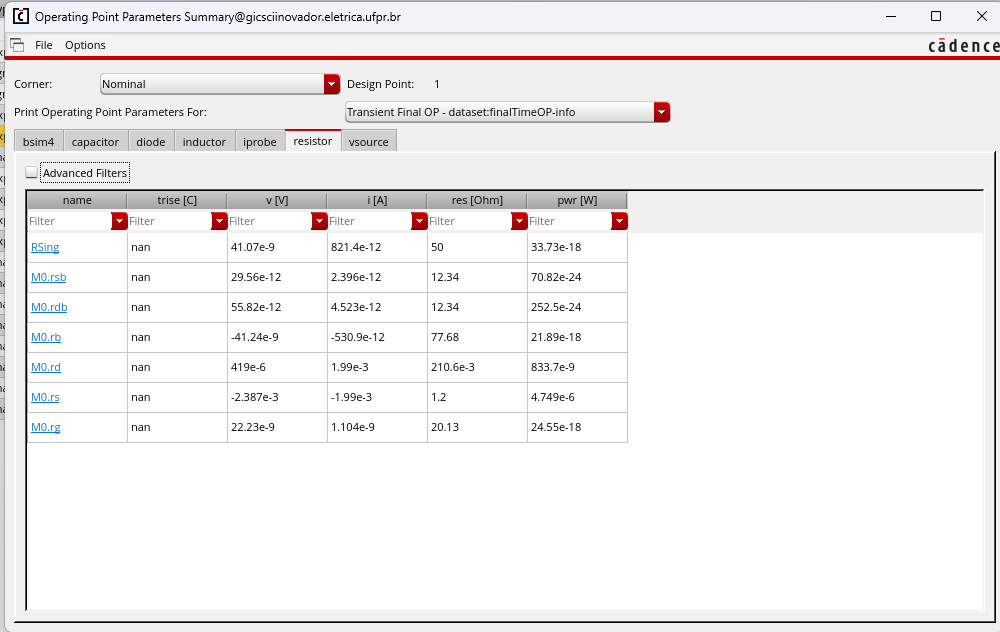 Operating Point Parameters Summary@gicsciinovador.eletrica.ufpr.br
File Options
cādence
Corner: Nominal Design Point: 1
Print Operating Point Parameters For: Transient Final OP - dataset:finalTimeOP-info
bsim4 capacitor diode inductor iprobe resistor vsource
Advanced Filters
name trise [C] v [V] i [A] res [Ohm] pwr [W]
Filter Filter Filter Filter Filter Filter
RSing nan 41.07e-9 821.4e-12 50 33.73e-18
M0.rsb nan 29.56e-12 2.396e-12 12.34 70.82e-24
M0.rdb nan 55.82e-12 4.523e-12 12.34 252.5e-24
M0.rb nan -41.24e-9 -530.9e-12 77.68 21.89e-18
M0.rd nan 419e-6 1.99e-3 210.6e-3 833.7e-9
M0.rs nan -2.387e-3 -1.99e-3 1.2 4.749e-6
M0.rg nan 22.23e-9 1.104e-9 20.13 24.55e-18